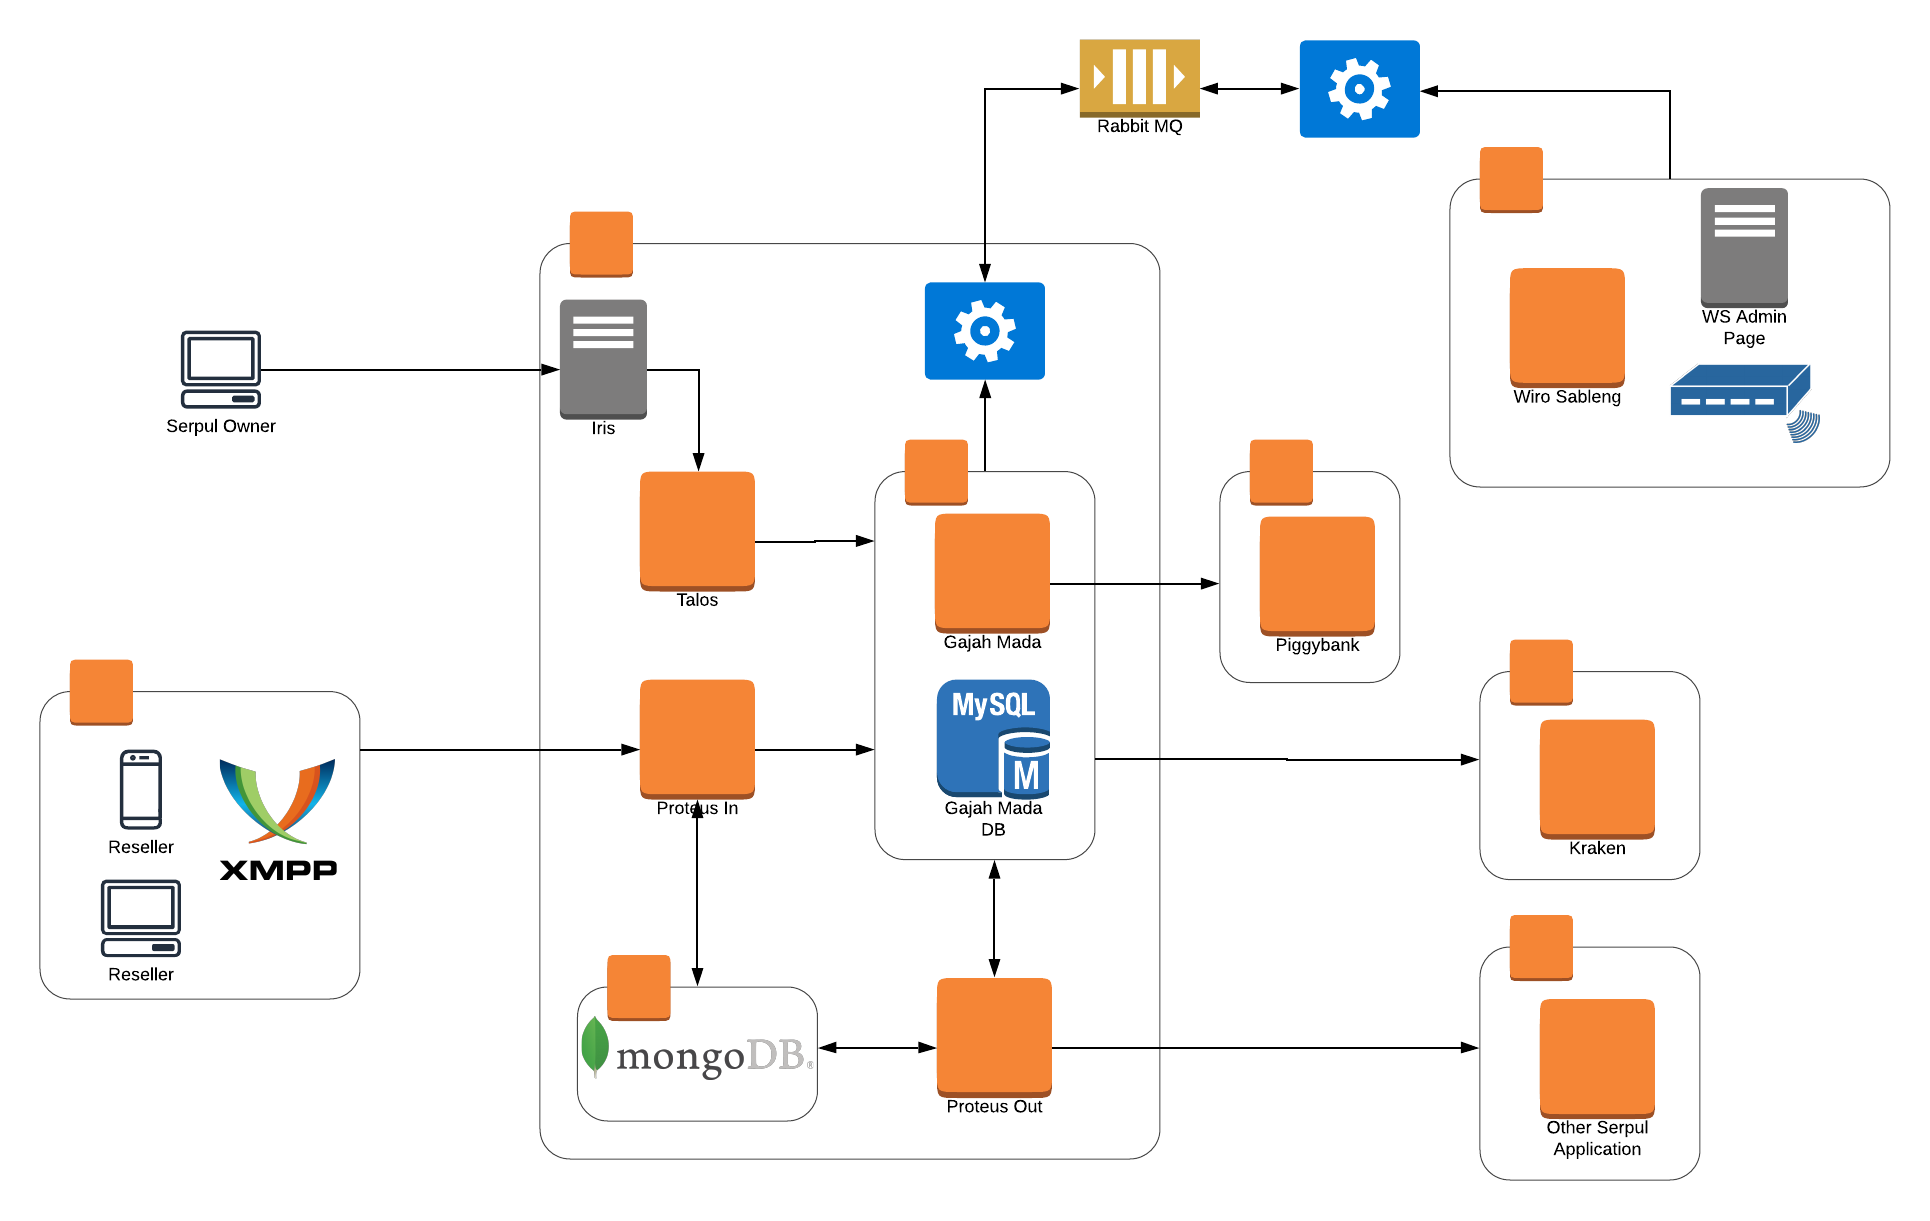 Rabbit MQ
WS Admin
Page
Wiro Sableng
Serpul Owner
Iris
Talos
Gajah Mada
Piggybank
MySQL
M
Proteus In
Gajah Mada
DB
Reseller
XMPP
Kraken
Reseller
mongoDB®
Proteus Out
Other Serpul
Application